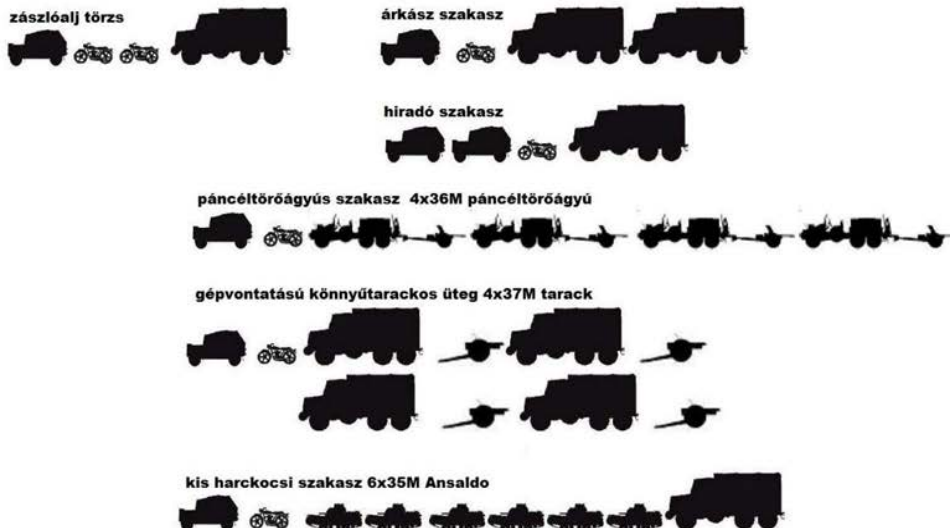 zászlóalj törzs
árkász szakasz
hiradó szakasz
páncéltörőágyús szakasz 4x36M páncéltörőágyú
gépvontatású könnyűtarackos üteg 4x37M tarack
kis harckocsi szakasz 6x35M Ansaldo